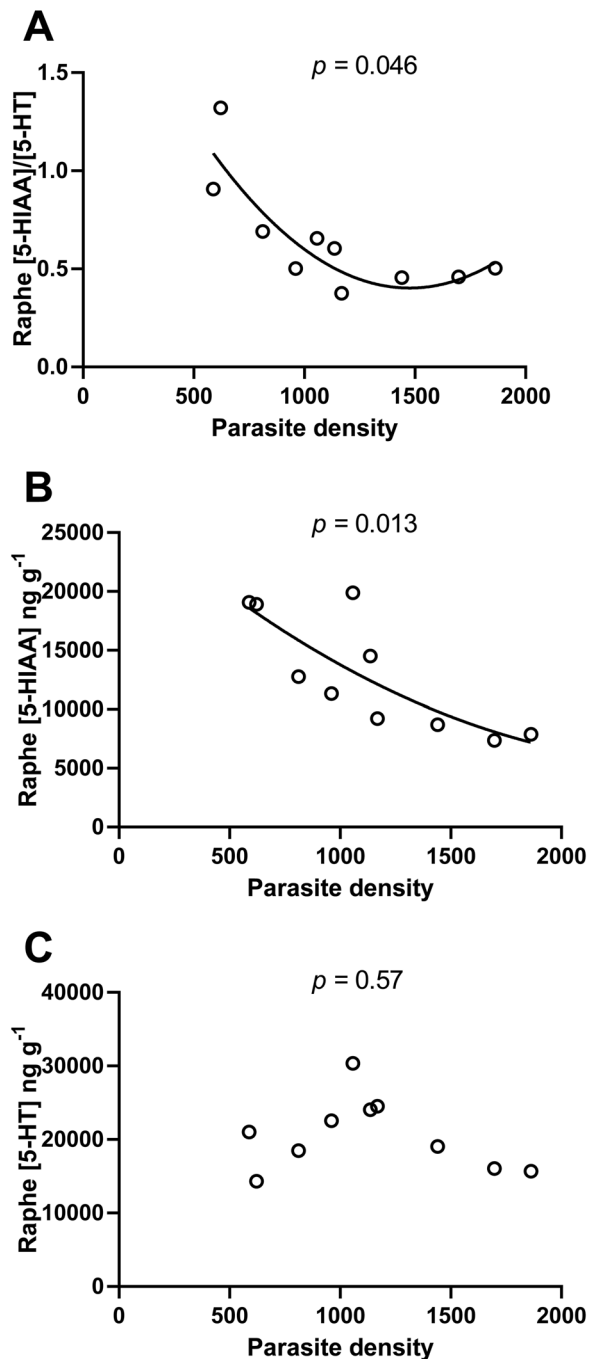 A
p = 0.046
Raphe [5-HIAA]/[5-HT]
1.5
1.0
0.5
0.0
0 500 1000 1500 2000
Parasite density
B
p = 0.013
Raphe [5-HIAA] ng g-1
25000
20000
15000
10000
5000
0
0 500 1000 1500 2000
Parasite density
C
p = 0.57
Raphe [5-HT] ng g-1
40000
30000
20000
10000
0
0 500 1000 1500 2000
Parasite density